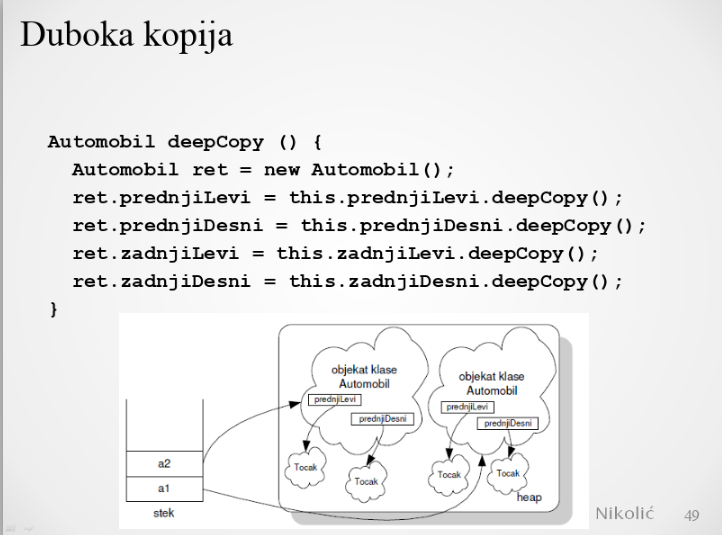 Duboka kopija
Automobil deepCopy () {
Automobil ret = new Automobil();
ret.prednjiLevi = this.prednjiLevi.deepCopy();
ret.prednjiDesni = this.prednjiDesni.deepCopy();
ret.zadnjiLevi = this.zadnjiLevi.deepCopy();
ret.zadnjiDesni = this.zadnjiDesni.deepCopy();
}
objekat klase
Automobil
prednjiLevi
prednjiDesni
Tocak
Tocak
objekat klase
Automobil
prednjiLevi
prednjiDesni
Tocak
Tocak
heap
a2
a1
stek
Nikolić
49